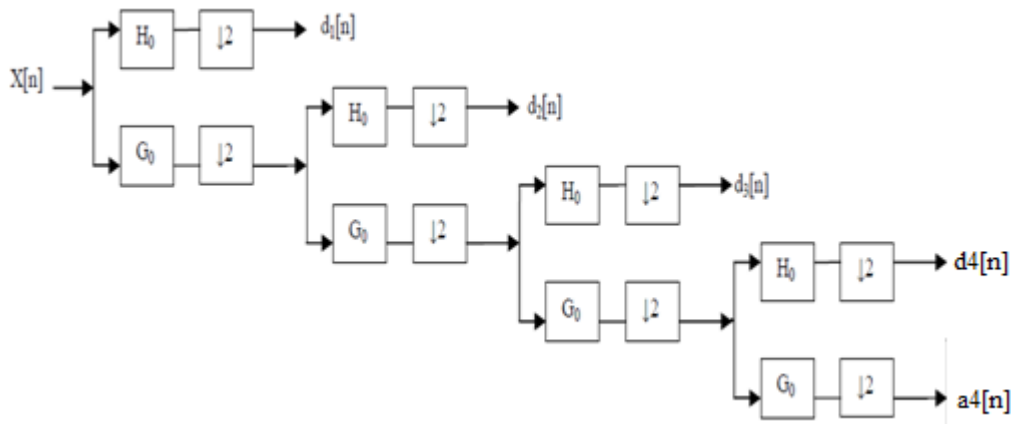 H₀ ↓2 d₁[n]
X[n]
G₀ ↓2 H₀ ↓2 d₂[n]
G₀ ↓2 H₀ ↓2 d₃[n]
G₀ ↓2 H₀ ↓2 d4[n]
G₀ ↓2 a4[n]